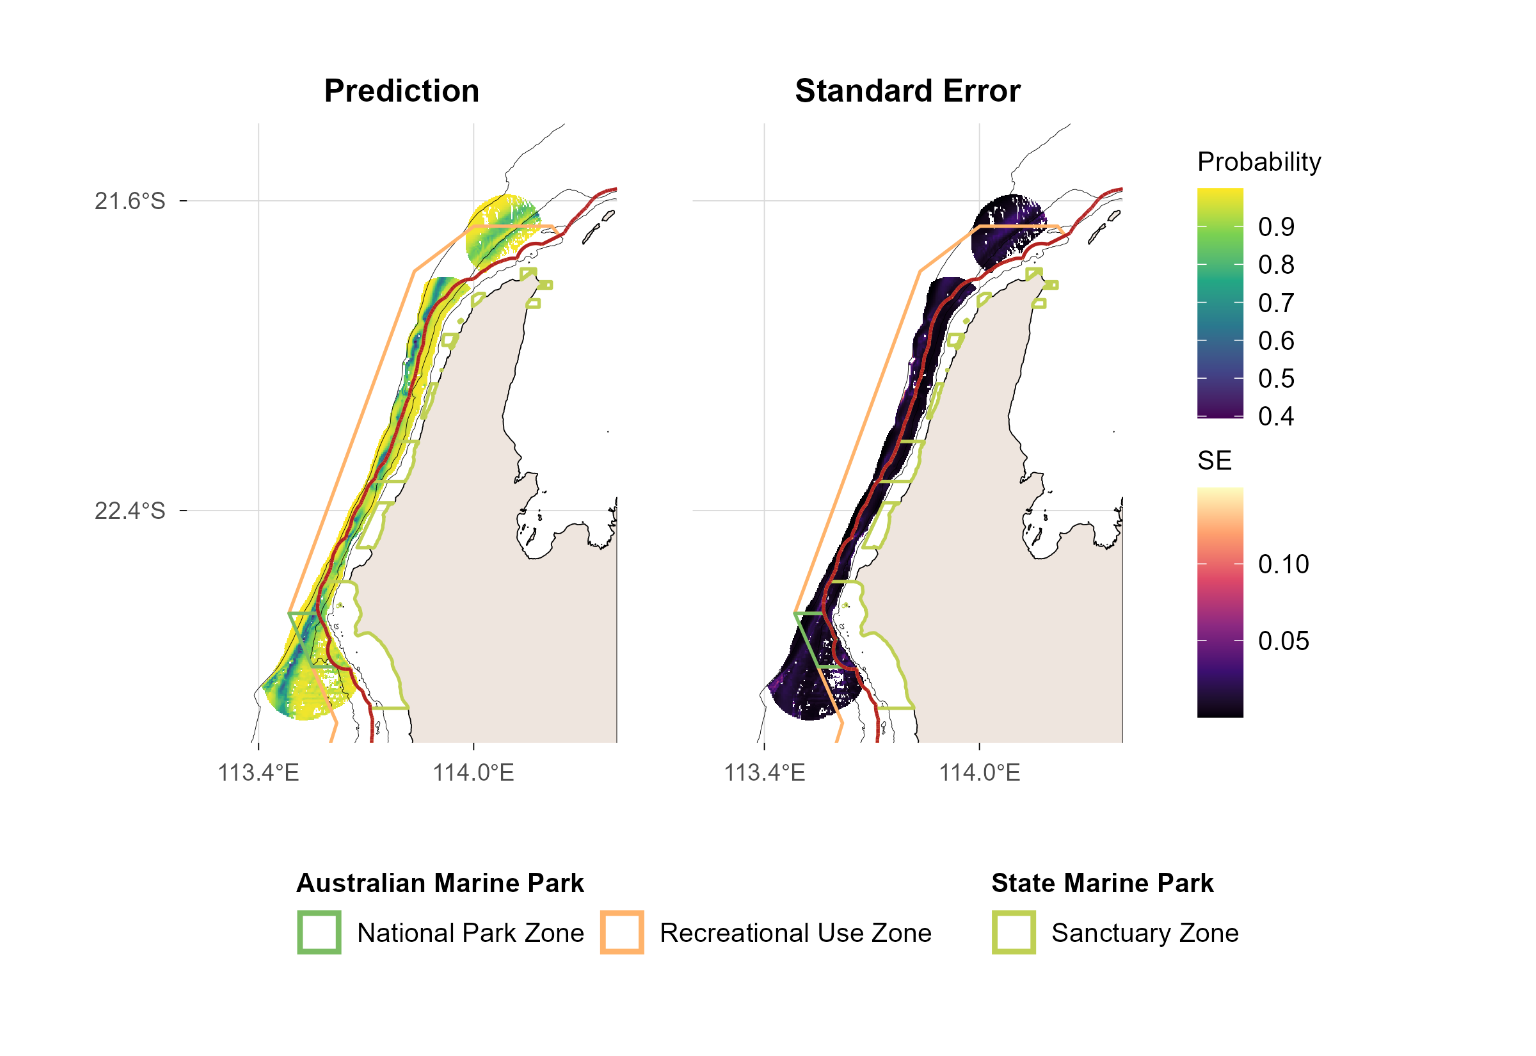 Prediction
Standard Error
21.6°S
22.4°S
113.4°E
114.0°E
113.4°E
114.0°E
Probability
0.9
0.8
0.7
0.6
0.5
0.4
SE
0.10
0.05
Australian Marine Park
National Park Zone
Recreational Use Zone
State Marine Park
Sanctuary Zone